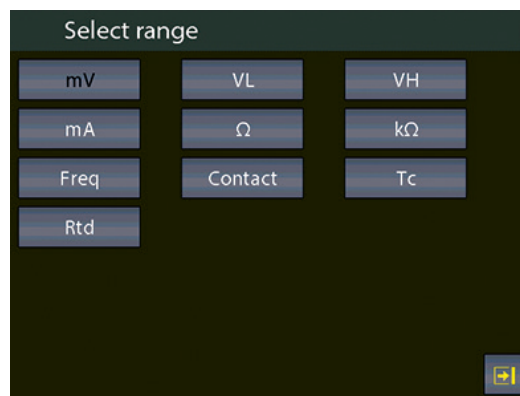 Select range
mV VL VH
mA Ω kΩ
Freq Contact Tc
Rtd